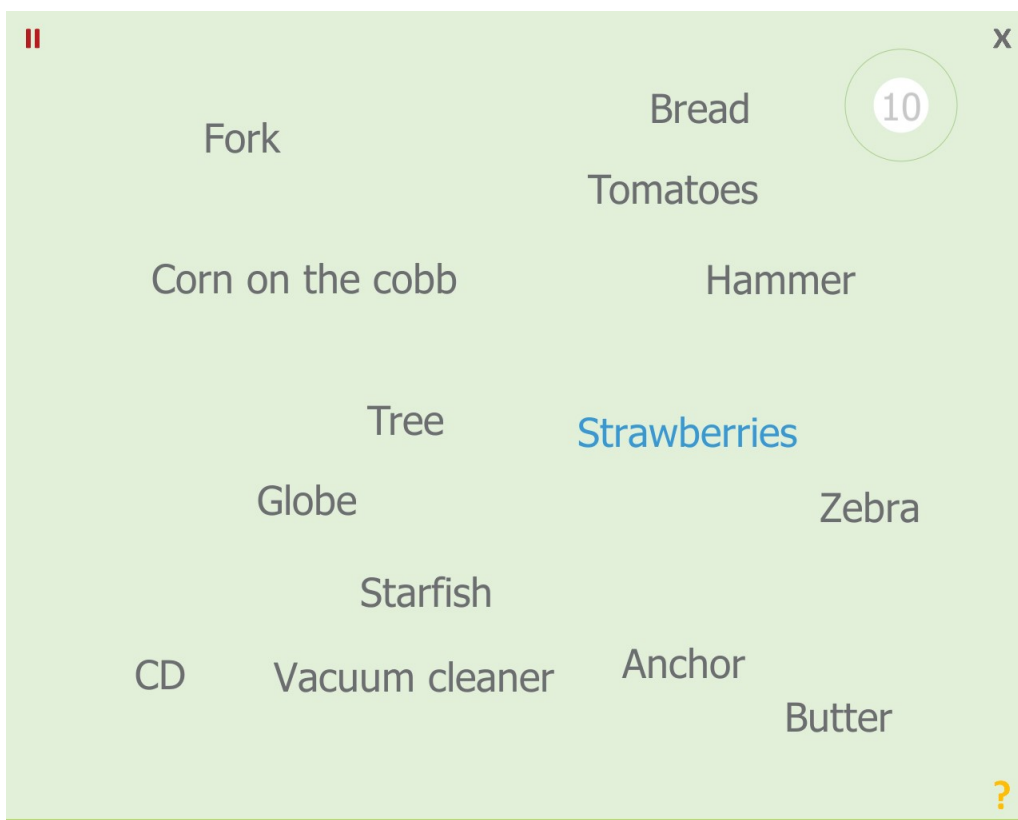 X
Bread
10
Fork
Tomatoes
Corn on the cobb
Hammer
Tree
Strawberries
Globe
Zebra
Starfish
Anchor
CD
Vacuum cleaner
Butter
?